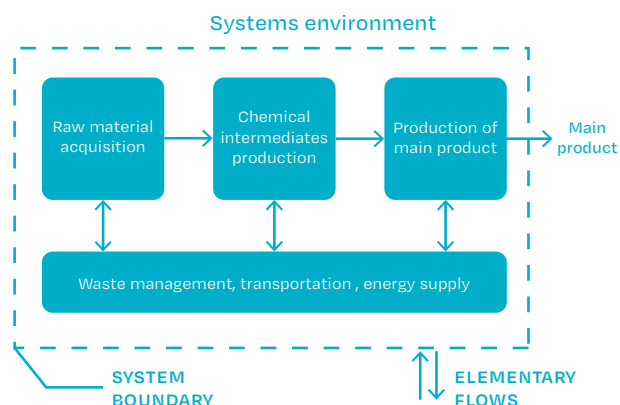 Systems environment
Raw material
acquisition
Chemical
intermediates
production
Production of
main product
Main
product
Waste management, transportation , energy supply
SYSTEM
BOUNDARY
ELEMENTARY
FLOWS